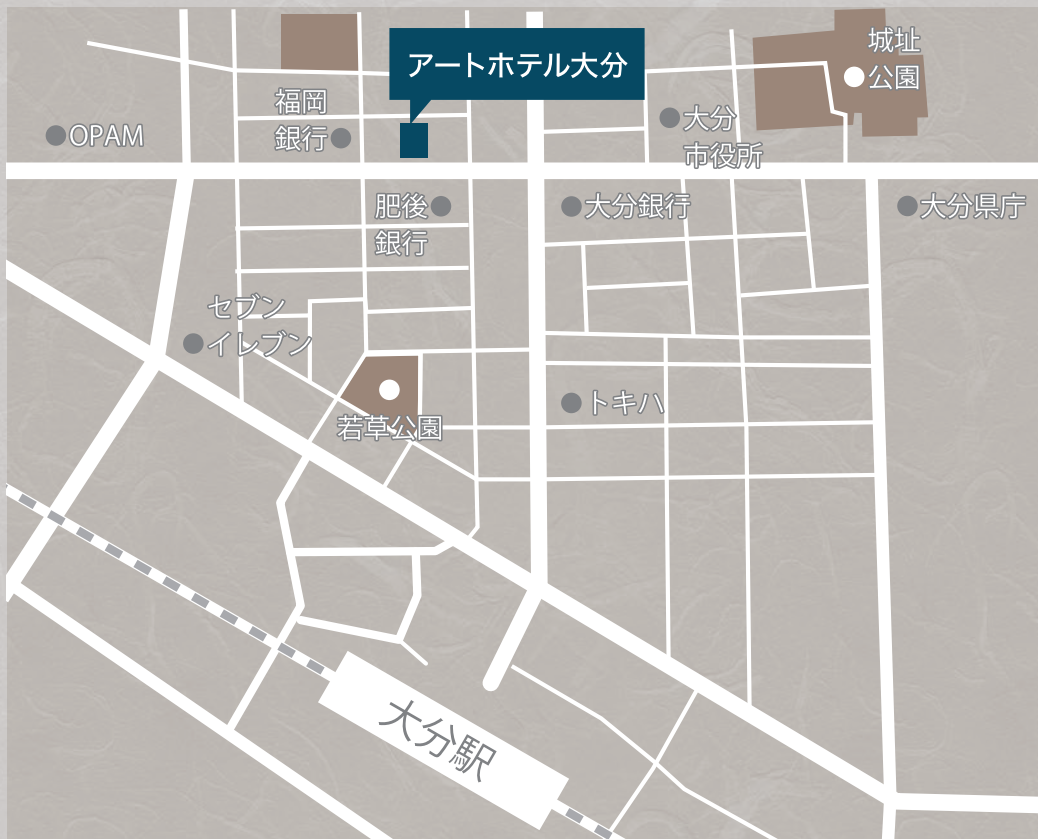 アートホテル大分
城址
公園
福岡
銀行
OPAM
大分
市役所
肥後
銀行
大分銀行
大分県庁
セブン
イレブン
トキハ
若草公園
大分駅